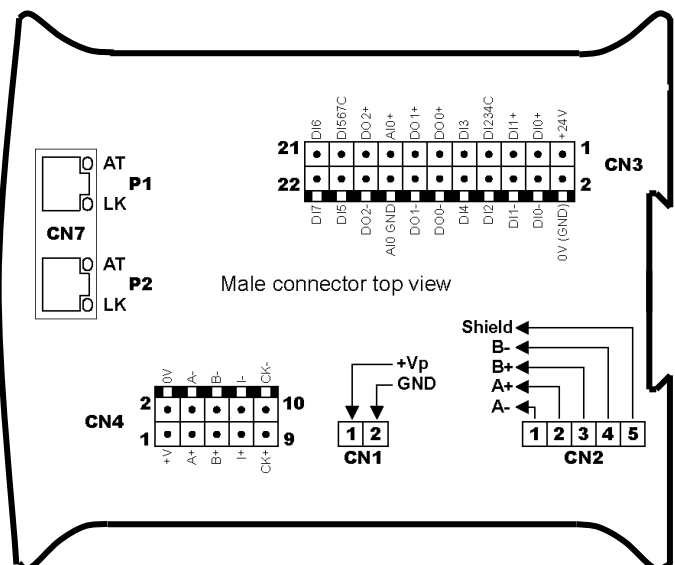 DI6 DI567C DO2+ AI0+ DO1+ DO0+ DI3 DI234C DI1+ DI0+ +24V
21 1
CN3
22 2
DI7 DI5 DO2- AI0 GND DO1- DO0- DI4 DI2 DI1- DI0- 0V (GND)
AT
P1
LK
CN7
AT
P2
LK
Male connector top view
Shield
B-
B+
A+
A-
1 2 3 4 5
CN2
+Vp
GND
1 2
CN1
0V A- B- I- CK-
2 10
CN4
1 9
+V A+ B+ I+ CK+